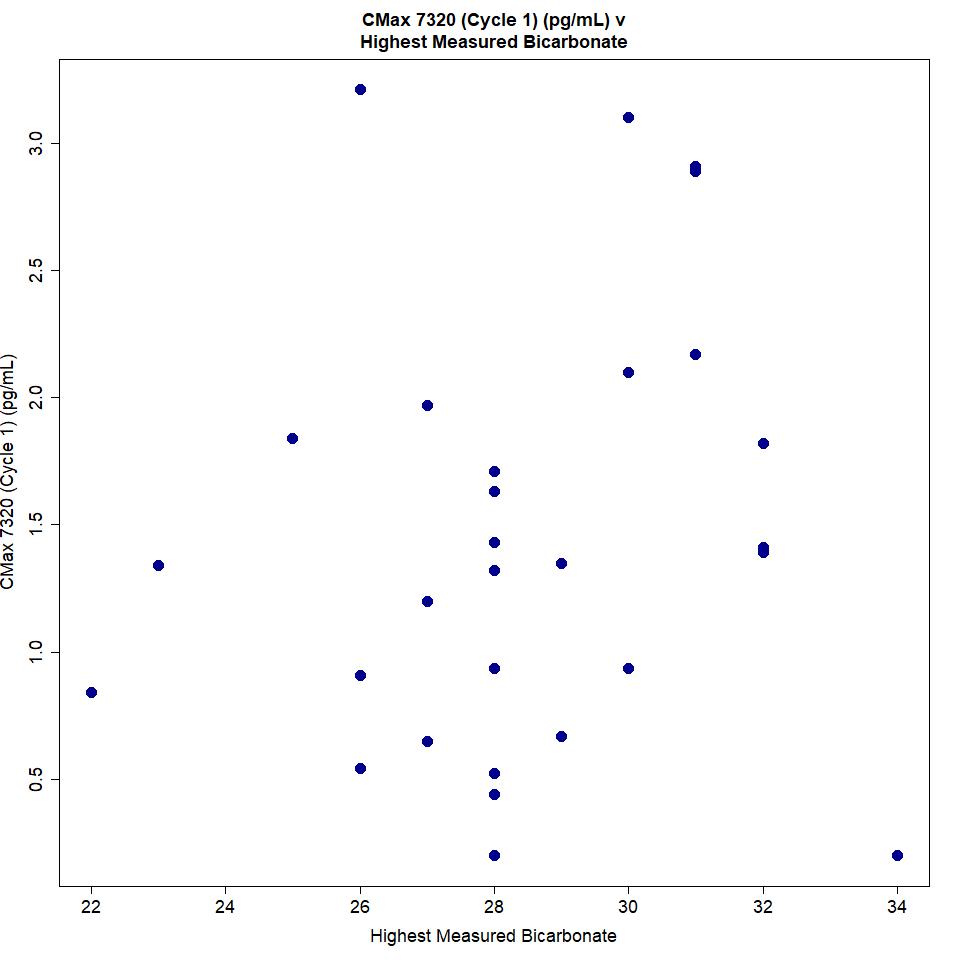 CMax 7320 (Cycle 1) (pg/mL) v
Highest Measured Bicarbonate
CMax 7320 (Cycle 1) (pg/mL)
3.0
2.5
2.0
1.5
1.0
0.5
22 24 26 28 30 32 34
Highest Measured Bicarbonate